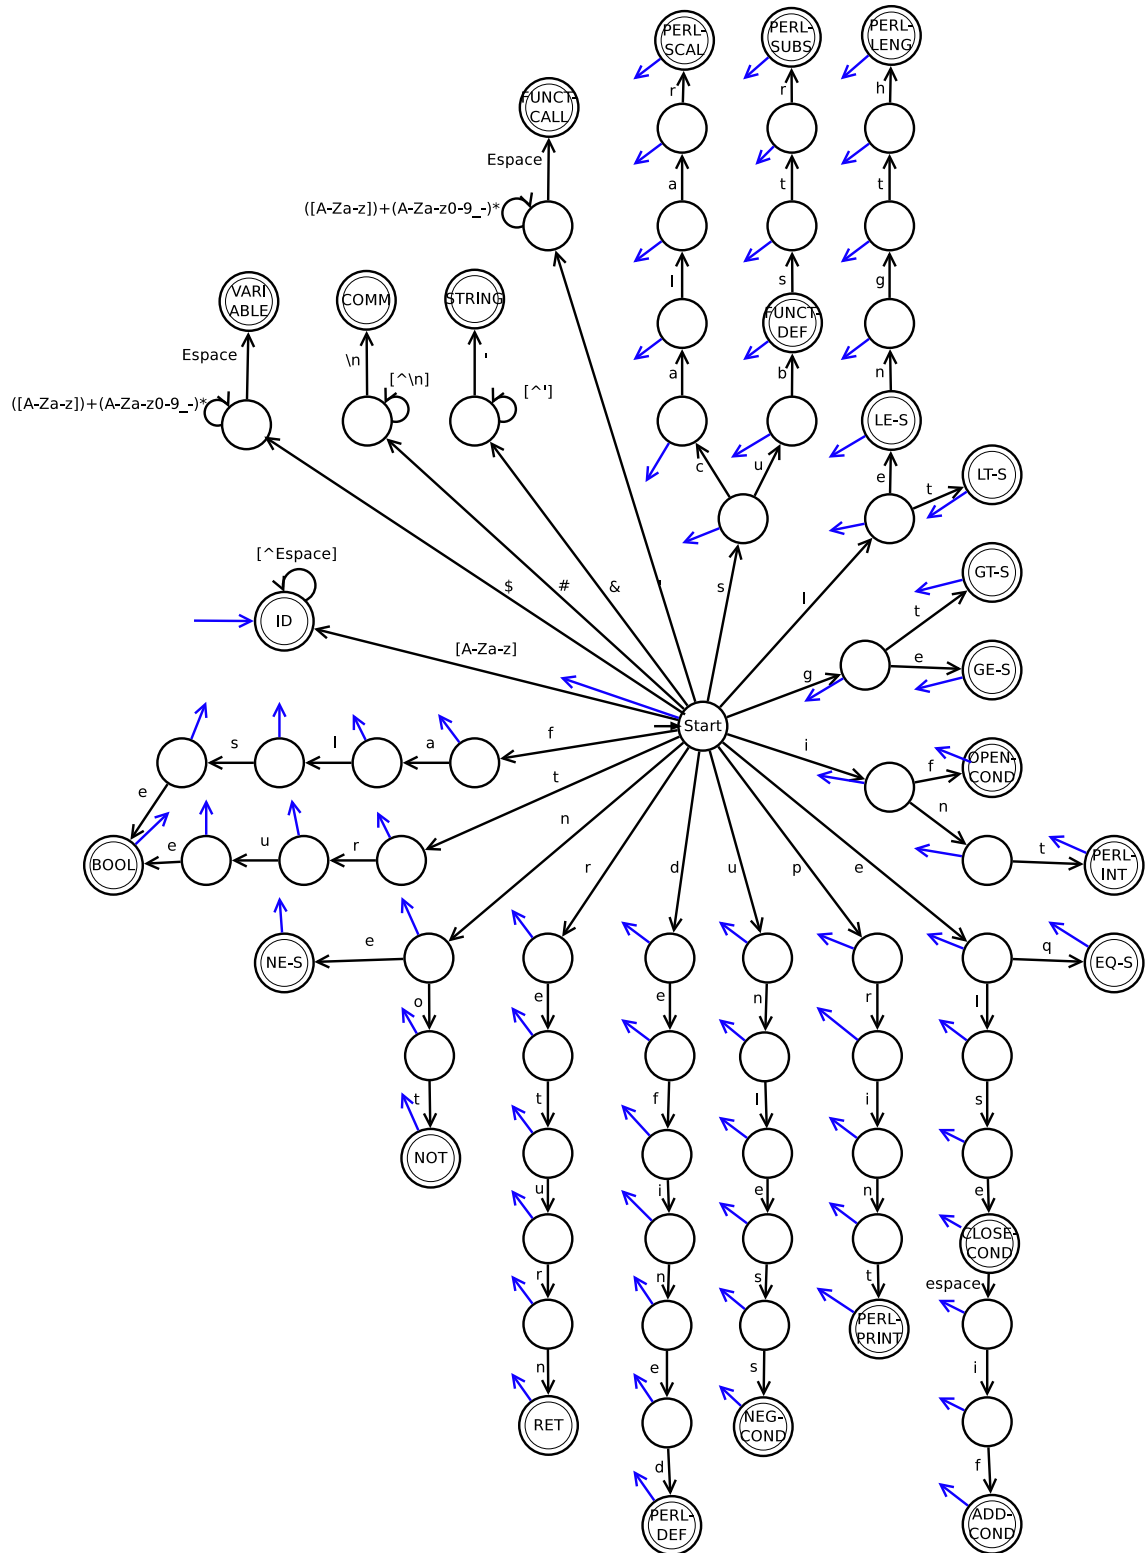 PERL-
SCAL
PERL-
SUBS
PERL-
LENG
r
r
h
FUNCT-
CALL
Espace
a
t
t
([A-Za-z])+(A-Za-z0-9_-)*
l
s
g
VARI
ABLE
COMM
STRING
FUNCT-
DEF
Espace
\n
'
a
b
n
[^\n]
[^']
([A-Za-z])+(A-Za-z0-9_-)*
LE-S
c
u
e
t
LT-S
[^Espace]
$
#
&
'
s
l
GT-S
t
ID
[A-Za-z]
g
e
GE-S
Start
s
l
a
f
i
f
OPEN-
COND
t
n
e
n
BOOL
e
u
r
r
d
u
p
e
t
PERL-
INT
NE-S
e
q
EQ-S
o
e
e
n
r
l
t
t
f
l
i
s
NOT
u
i
e
n
e
CLOSE-
COND
r
n
s
t
espace
PERL-
PRINT
n
e
s
i
RET
NEG-
COND
d
f
PERL-
DEF
ADD-
COND